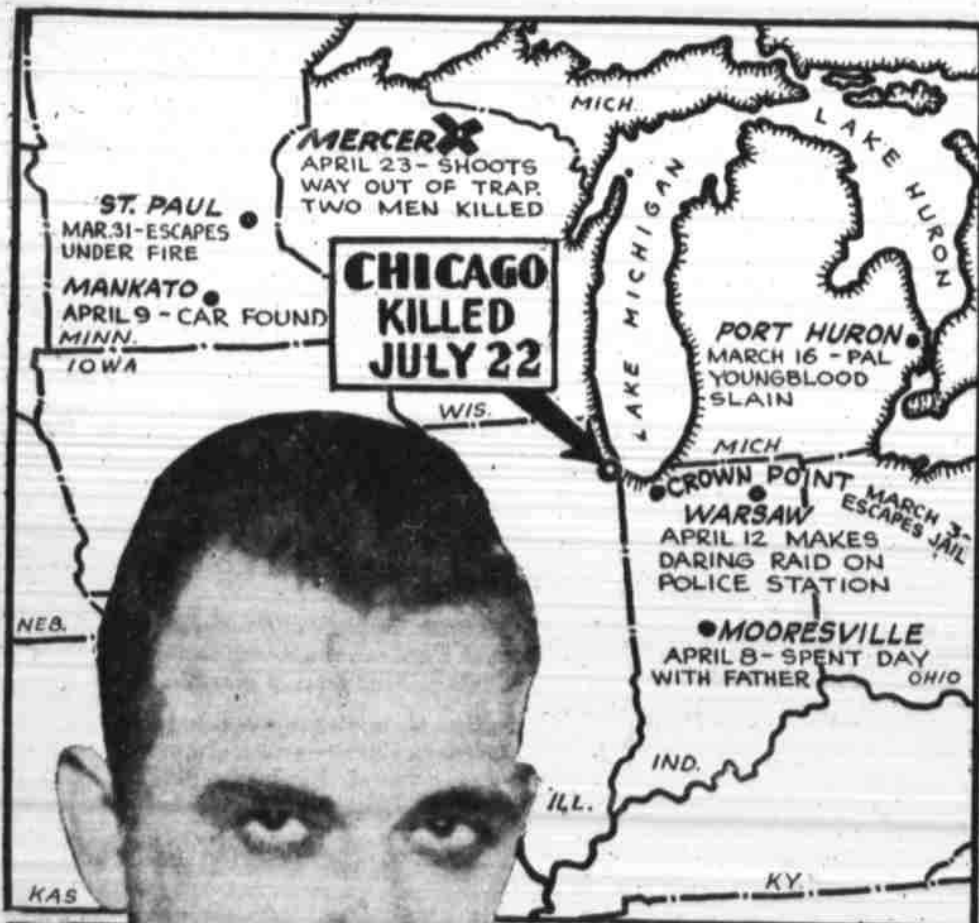 MICH.
LAKE HURON
MERCER
APRIL 23 - SHOOTS
WAY OUT OF TRAP.
TWO MEN KILLED
ST. PAUL
MAR. 31 - ESCAPES
UNDER FIRE
MANKATO
APRIL 9 - CAR FOUND
MINN.
IOWA
CHICAGO
KILLED
JULY 22
LAKE MICHIGAN
PORT HURON
MARCH 16 - PAL
YOUNGBLOOD
SLAIN
WIS.
MICH
CROWN POINT
MARCH 3-
ESCAPES JAIL
WARSAW
APRIL 12 MAKES
DARING RAID ON
POLICE STATION
NEB.
MOORESVILLE
APRIL 8 - SPENT DAY
WITH FATHER
OHIO
IND.
ILL.
KAS
KY.